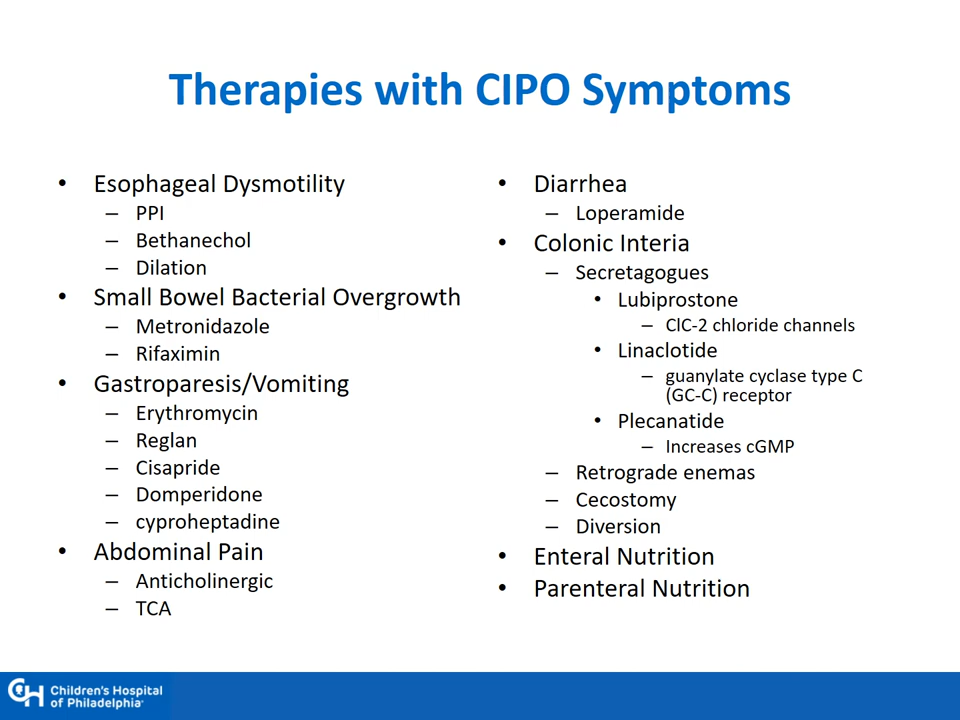 Therapies with CIPO Symptoms
• Esophageal Dysmotility
– PPI
– Bethanechol
– Dilation
• Small Bowel Bacterial Overgrowth
– Metronidazole
– Rifaximin
• Gastroparesis/Vomiting
– Erythromycin
– Reglan
– Cisapride
– Domperidone
– cyproheptadine
• Abdominal Pain
– Anticholinergic
– TCA
• Diarrhea
– Loperamide
• Colonic Interia
– Secretagogues
• Lubiprostone
– ClC-2 chloride channels
• Linaclotide
– guanylate cyclase type C
(GC-C) receptor
• Plecanatide
– Increases cGMP
– Retrograde enemas
– Cecostomy
– Diversion
• Enteral Nutrition
• Parenteral Nutrition
CH Children's Hospital
of Philadelphia